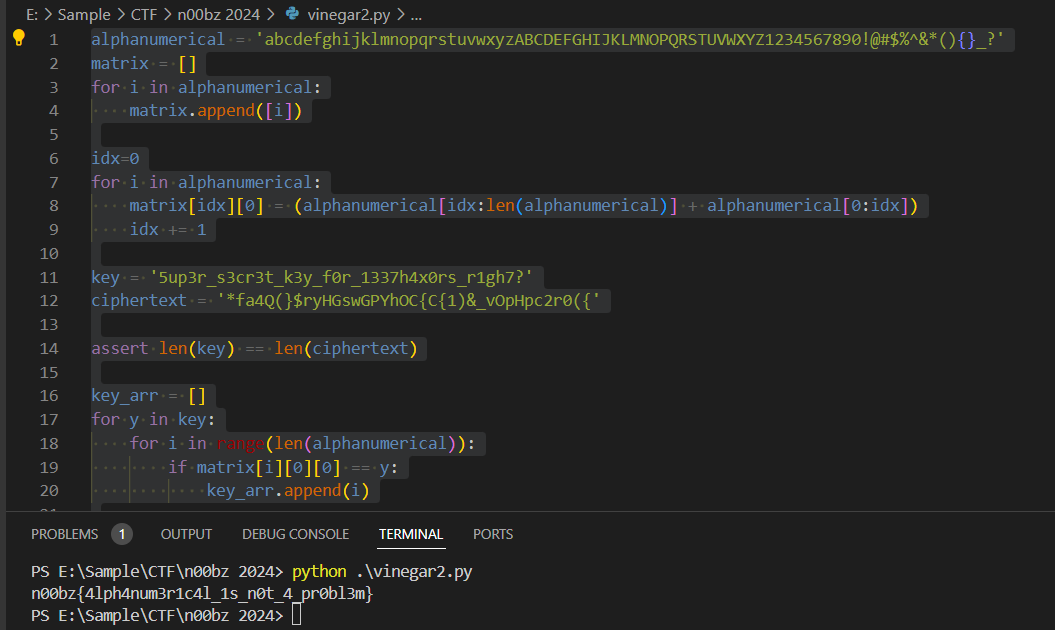 E: > Sample > CTF > n00bz 2024 > vinegar2.py > ...
1 alphanumerical = 'abcdefghijklmnopqrstuvwxyzABCDEFGHIJKLMNOPQRSTUVWXYZ1234567890!@#$%^&*(){}_?'
2 matrix = []
3 for i in alphanumerical:
4     matrix.append([i])
5
6 idx=0
7 for i in alphanumerical:
8     matrix[idx][0] = (alphanumerical[idx:len(alphanumerical)] + alphanumerical[0:idx])
9     idx += 1
10
11 key = '5up3r_s3cr3t_k3y_f0r_1337h4x0rs_r1gh7?'
12 ciphertext = '*fa4Q(}$ryHGswGPYhOC{C{1)&_vOpHpc2r0({'
13
14 assert len(key) == len(ciphertext)
15
16 key_arr = []
17 for y in key:
18     for i in range(len(alphanumerical)):
19         if matrix[i][0][0] == y:
20             key_arr.append(i)
21
PROBLEMS 1 OUTPUT DEBUG CONSOLE TERMINAL PORTS
PS E:\Sample\CTF\n00bz 2024> python .\vinegar2.py
n00bz{4lph4num3r1c4l_1s_n0t_4_pr0bl3m}
PS E:\Sample\CTF\n00bz 2024>